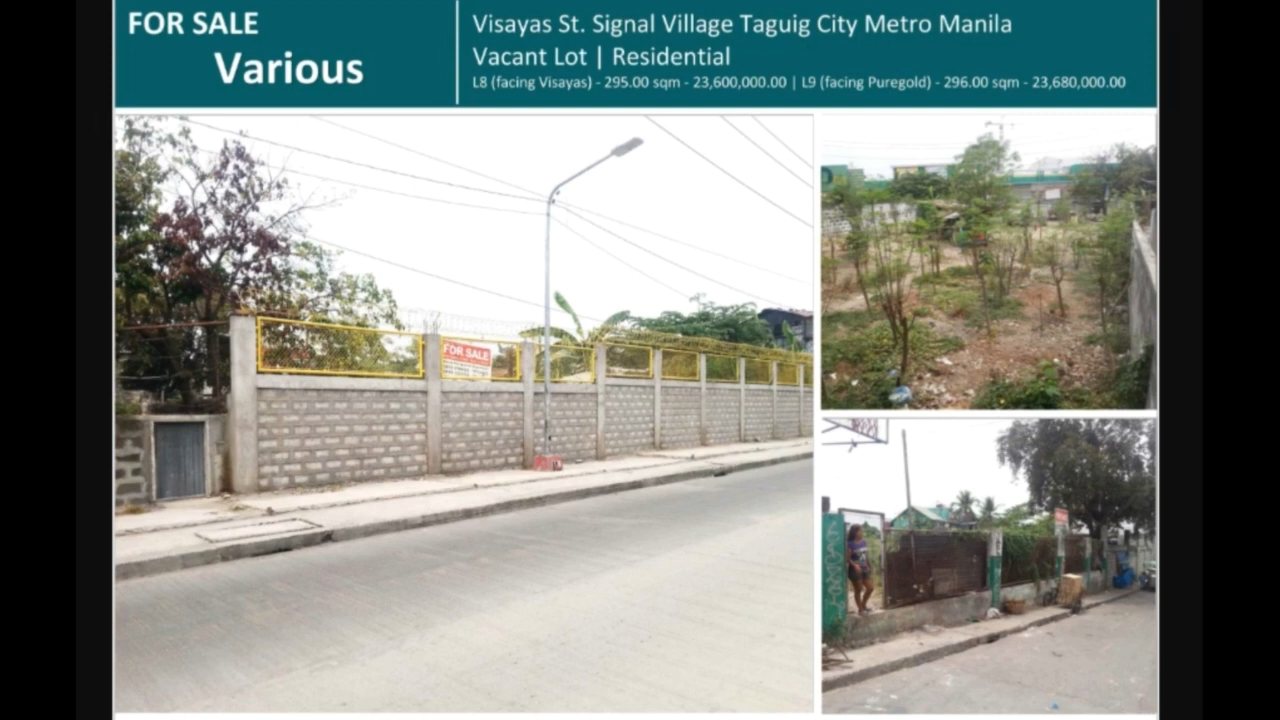 FOR SALE
Various
Visayas St. Signal Village Taguig City Metro Manila
Vacant Lot | Residential
L8 (facing Visayas) - 295.00 sqm - 23,600,000.00 | L9 (facing Puregold) - 296.00 sqm - 23,680,000.00
FOR SALE